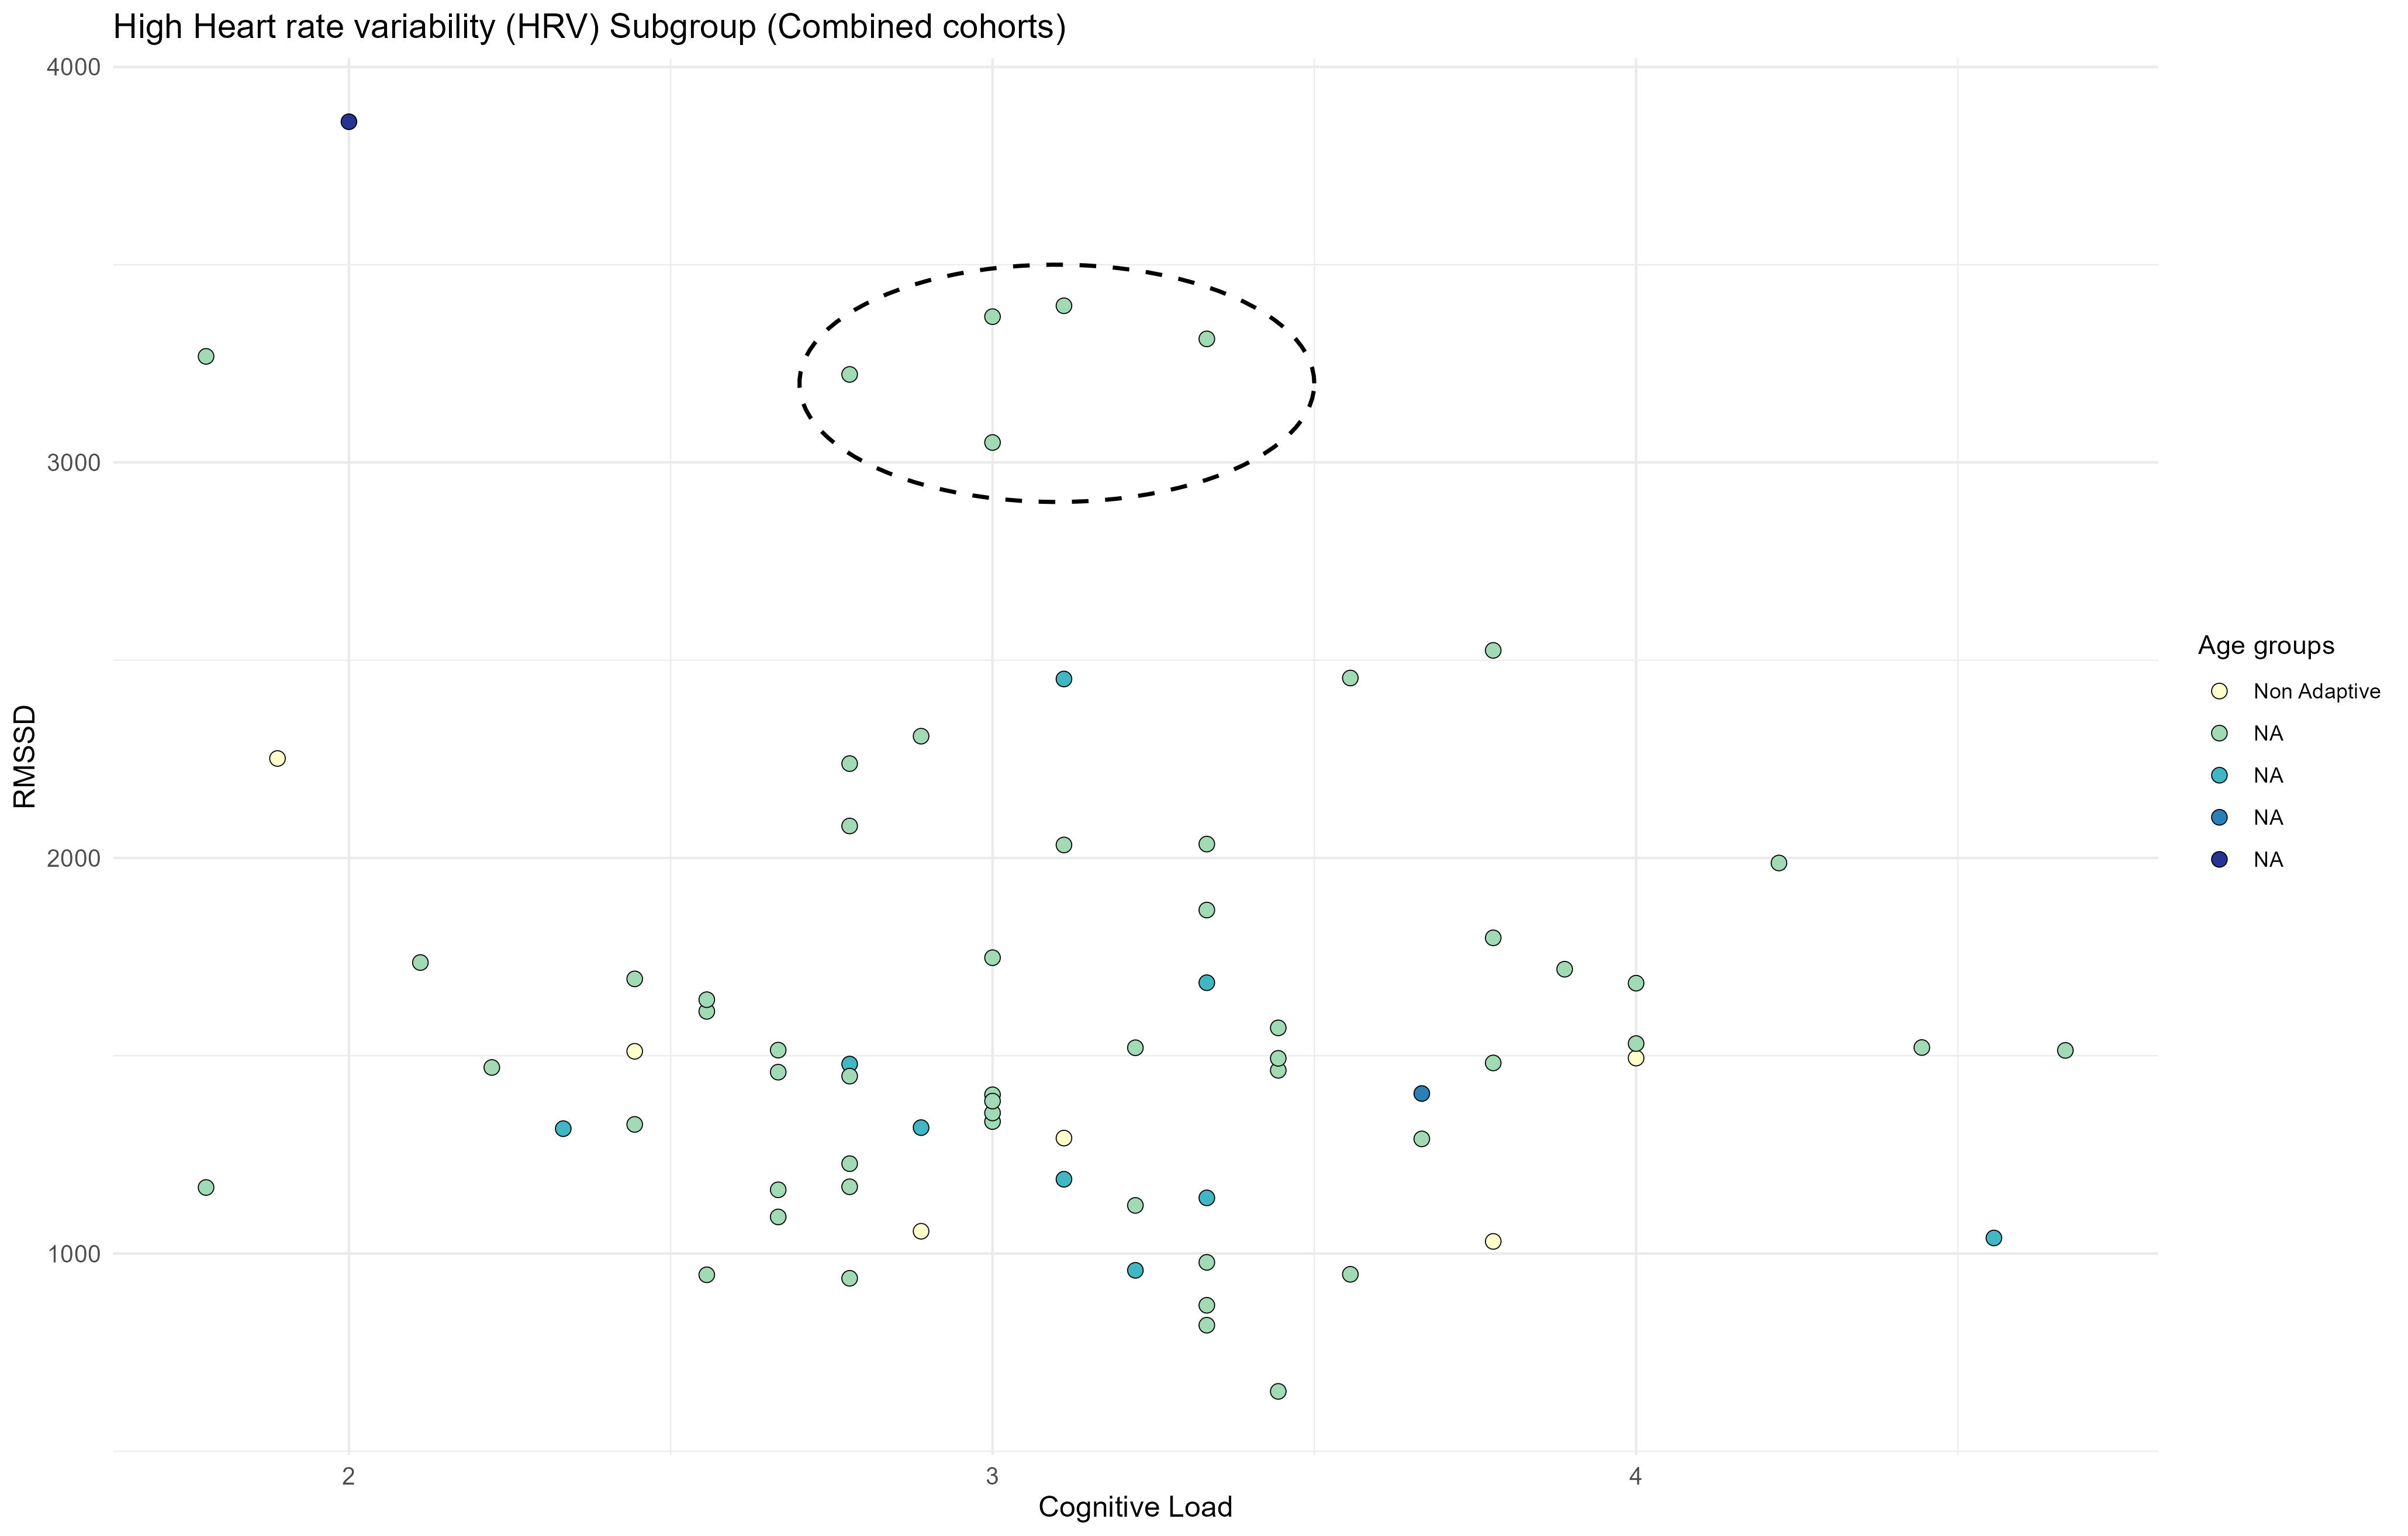 High Heart rate variability (HRV) Subgroup (Combined cohorts)
4000
3000
2000
1000
RMSSD
2
3
4
Cognitive Load
Age groups
Non Adaptive
NA
NA
NA
NA